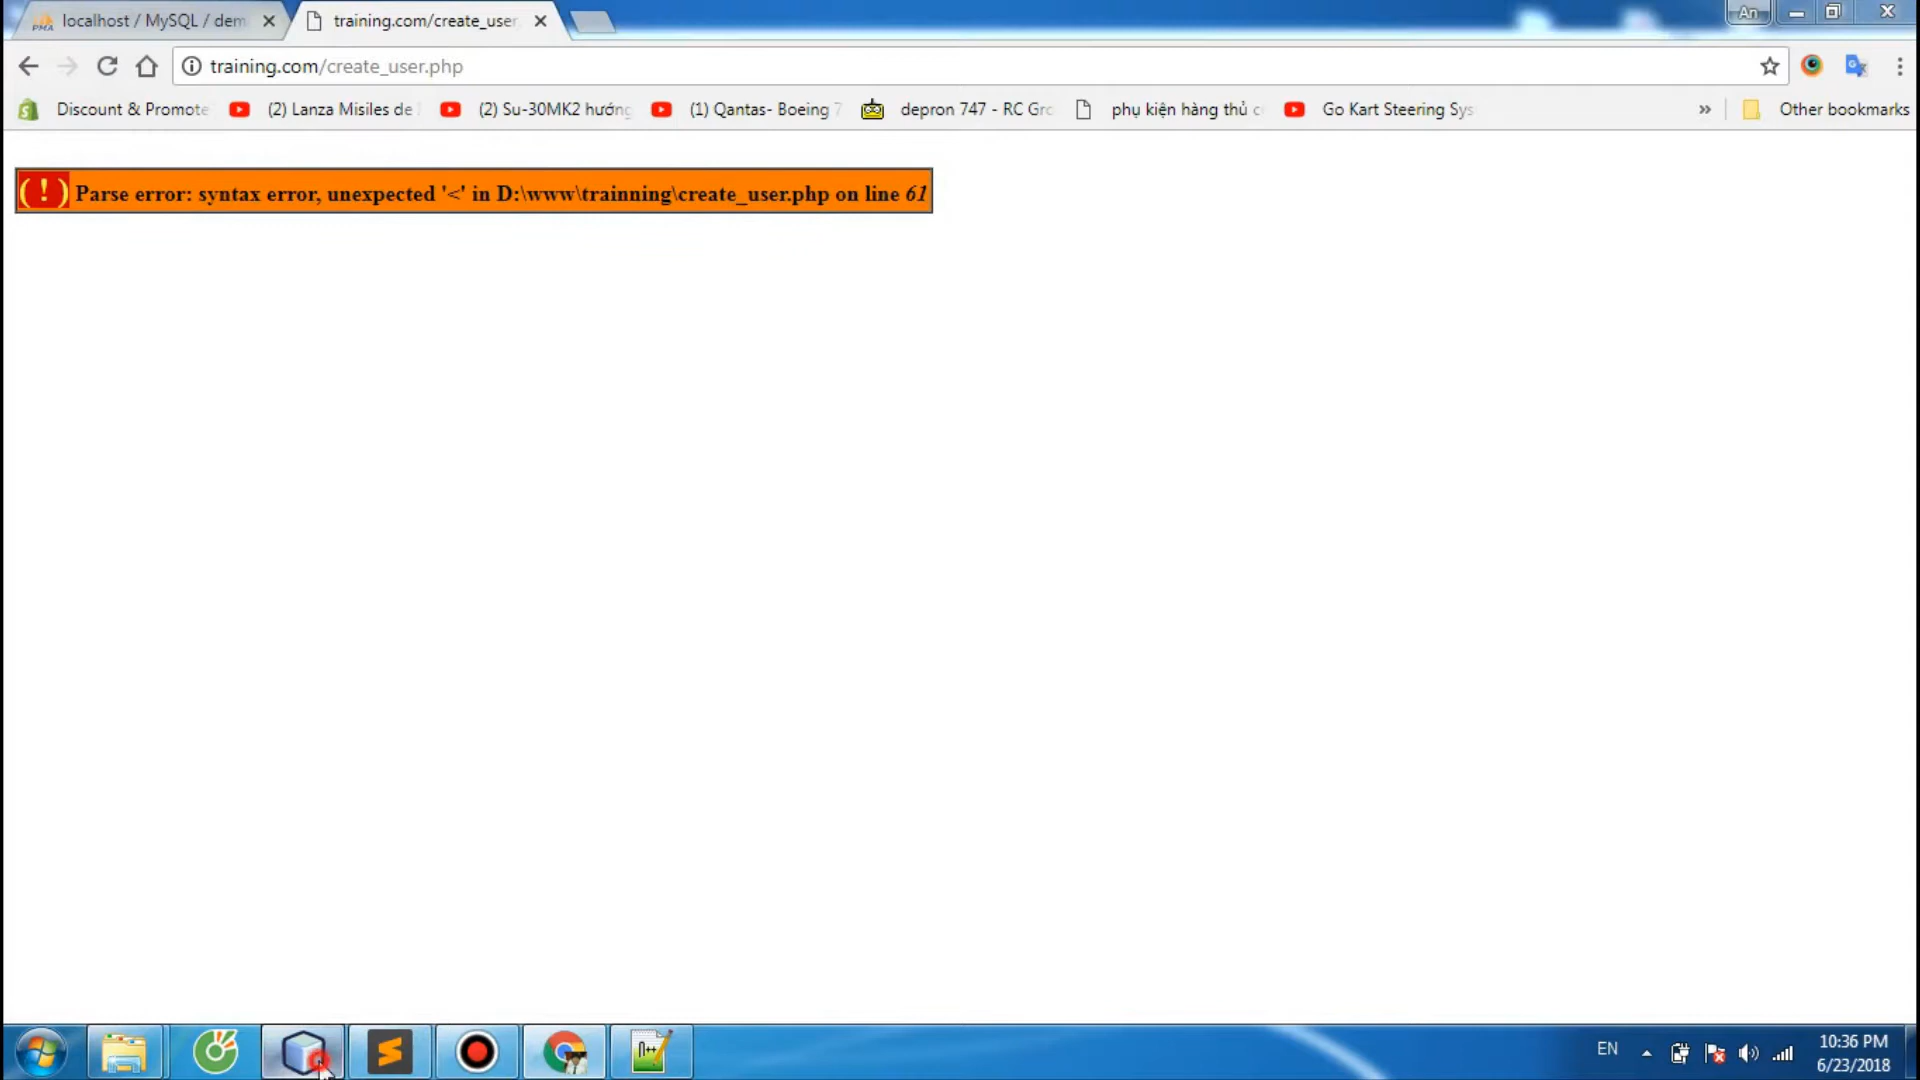 localhost / MySQL / dem
training.com/create_user
An
training.com/create_user.php
Discount & Promote
(2) Lanza Misiles de
(2) Su-30MK2 hướng
(1) Qantas- Boeing 7
depron 747 - RC Gro
phụ kiện hàng thủ c
Go Kart Steering Sys
»
Other bookmarks
( ! ) Parse error: syntax error, unexpected '<' in D:\www\trainning\create_user.php on line 61
EN
10:36 PM
6/23/2018